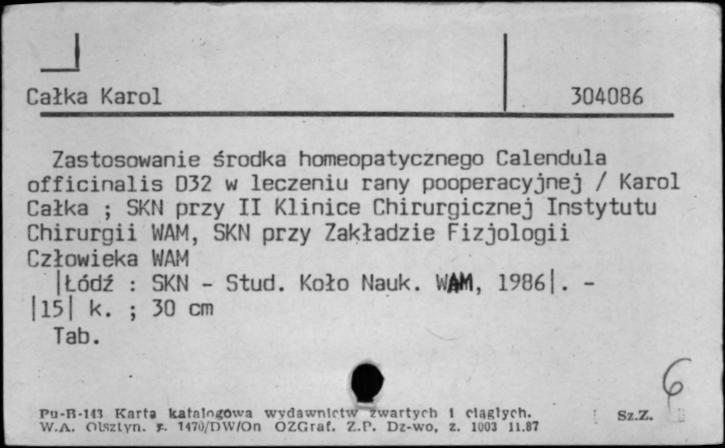 Całka Karol 304086
Zastosowanie środka homeopatycznego Calendula
officinalis D32 w leczeniu rany pooperacyjnej / Karol
Całka ; SKN przy II Klinice Chirurgicznej Instytutu
Chirurgii WAM, SKN przy Zakładzie Fizjologii
Człowieka WAM
|Łódź : SKN - Stud. Koło Nauk. WAM, 1986|. -
|15| k. ; 30 cm
Tab.
6
Pu-B-143 Karta katalogowa wydawnictw zwartych i ciągłych. Sz.Z.
W.A. Olsztyn. z. 1470/DW/On OZGraf. Z.P. Dz-wo, z. 1003 11.87